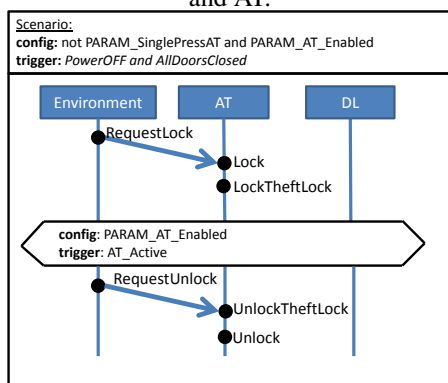 and AT.
Scenario:
config: not PARAM_SinglePressAT and PARAM_AT_Enabled
trigger: PowerOFF and AllDoorsClosed
Environment AT DL
RequestLock
Lock
LockTheftLock
config: PARAM_AT_Enabled
trigger: AT_Active
RequestUnlock
UnlockTheftLock
Unlock